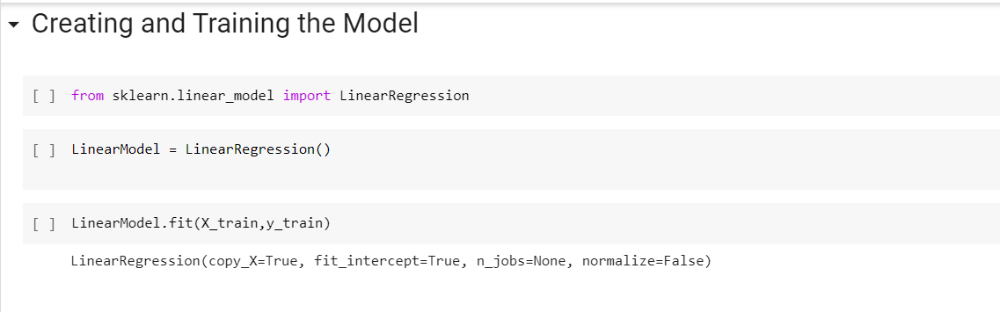 Creating and Training the Model
[ ] from sklearn.linear_model import LinearRegression
[ ] LinearModel = LinearRegression()
[ ] LinearModel.fit(X_train,y_train)
LinearRegression(copy_X=True, fit_intercept=True, n_jobs=None, normalize=False)